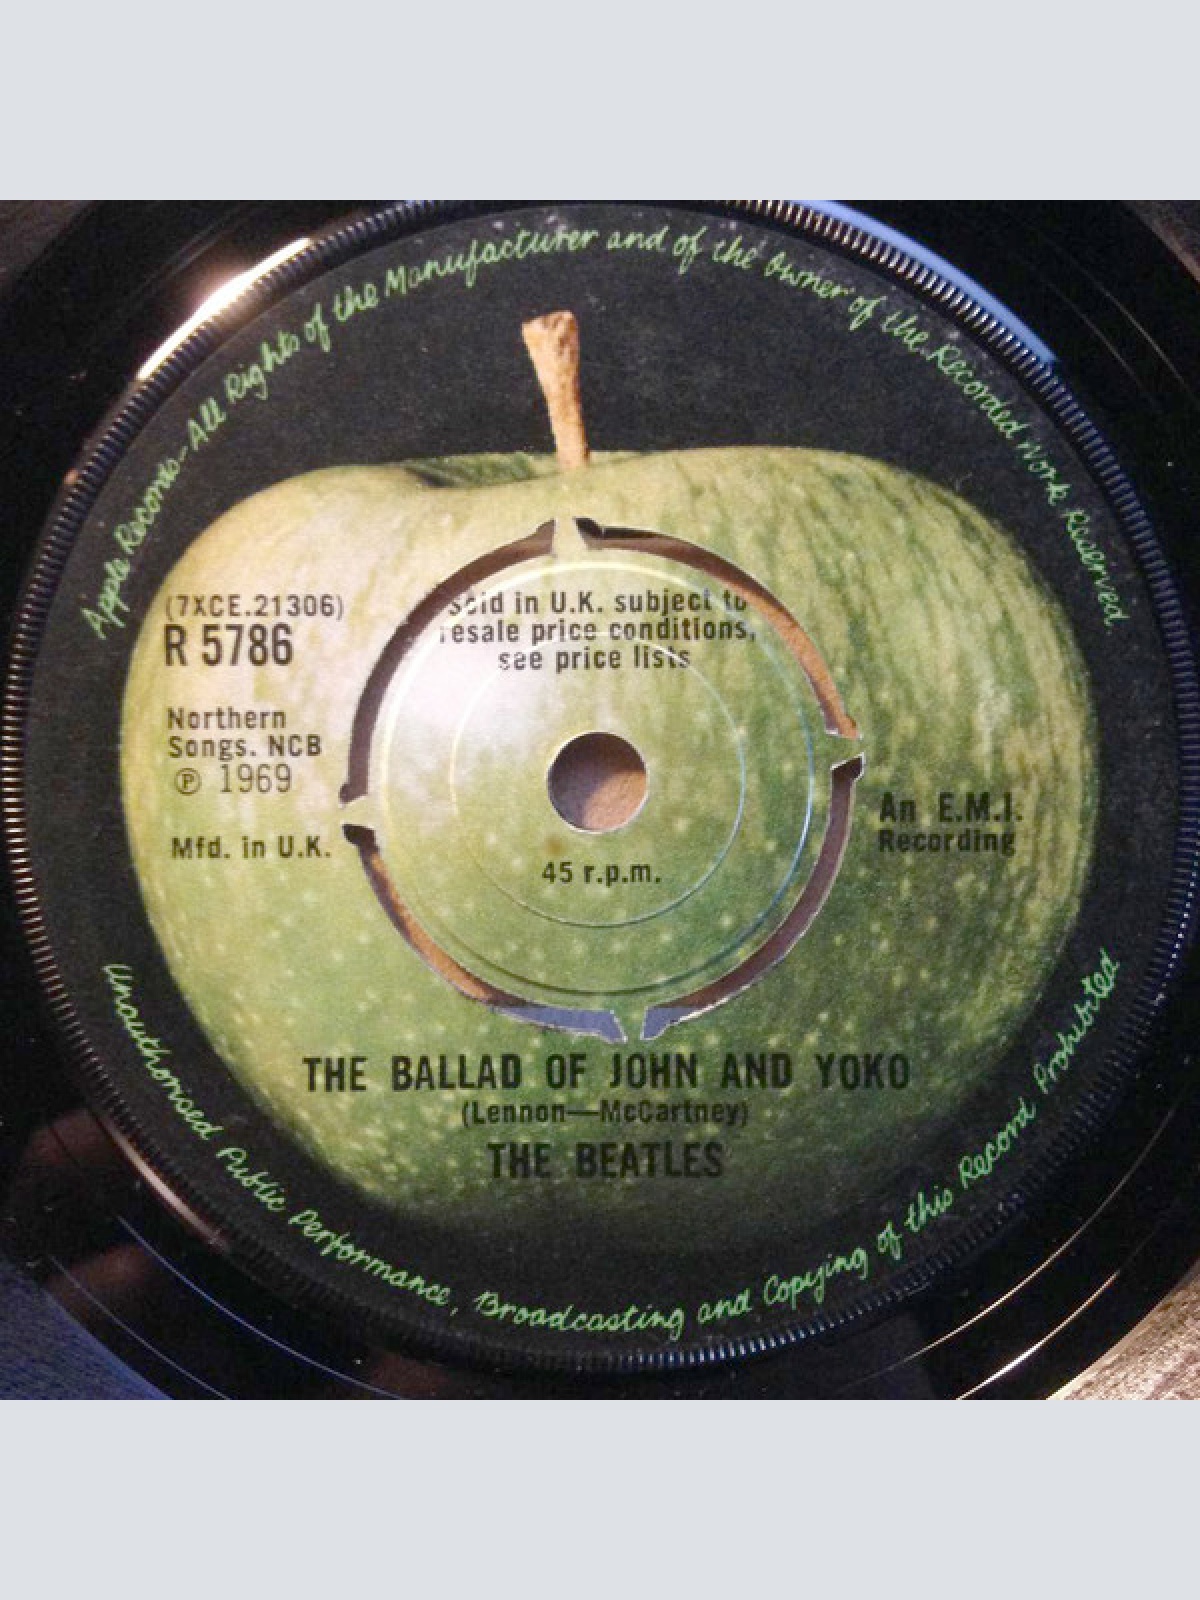 Apple Records-All Rights of the Manufacturer and of the Owner of the Recorded Work Reserved.
(7XCE.21306)
R 5786
Sold in U.K. subject to
resale price conditions,
see price lists
Northern
Songs. NCB
℗ 1969
Mfd. in U.K.
An E.M.I.
Recording
45 r.p.m.
THE BALLAD OF JOHN AND YOKO
(Lennon—McCartney)
THE BEATLES
Unauthorised Public Performance, Broadcasting and Copying of this Record Prohibited